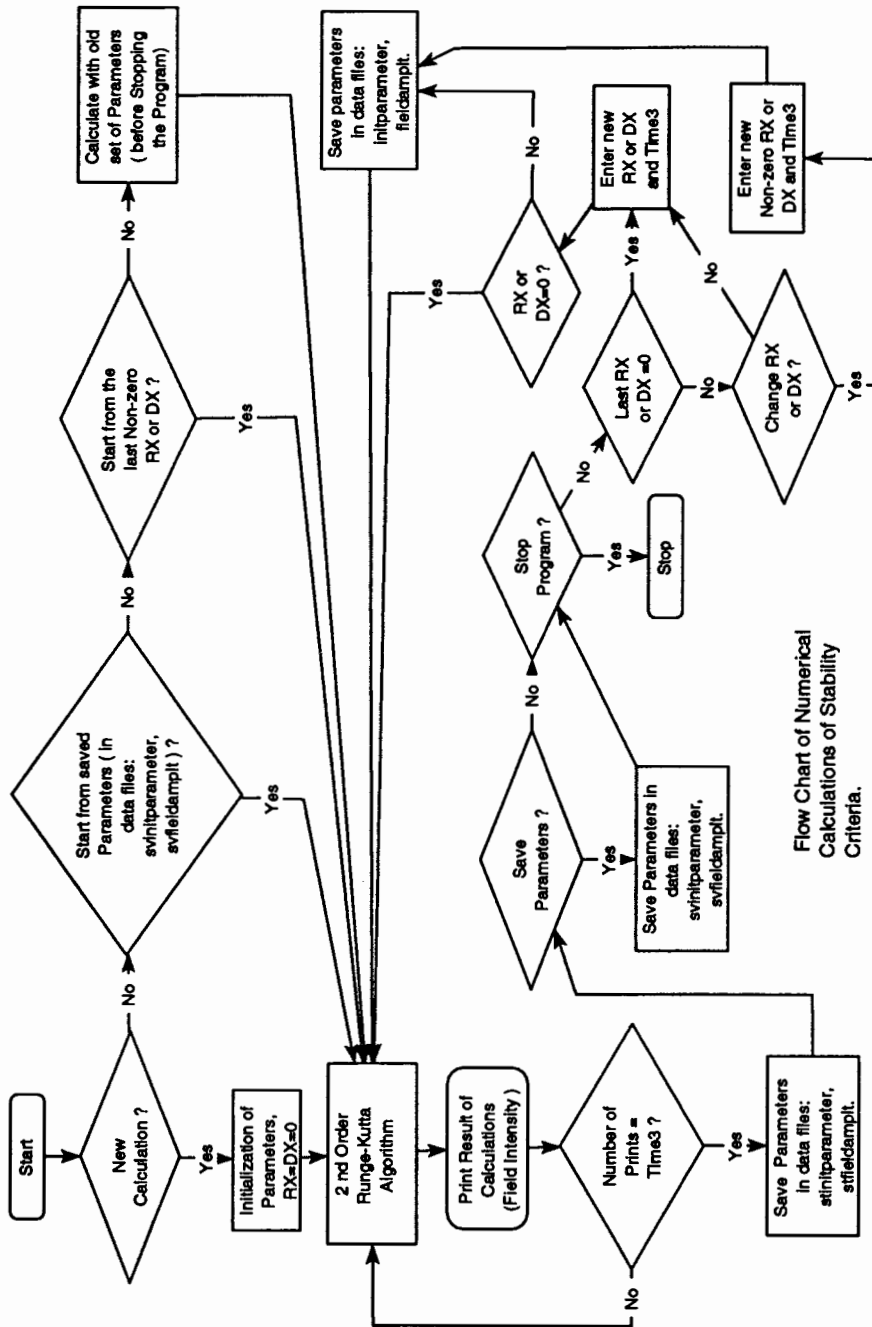 Start
New
Calculation ?
No
Yes
Start from saved
Parameters ( in
data files:
svinitparameter,
svfieldamplt ) ?
No
Yes
Start from the
last Non-zero
RX or DX ?
No
Yes
Calculate with old
set of Parameters
( before Stopping
the Program)
Initialization of
Parameters,
RX=DX=0
2 nd Order
Runge-Kutta
Algorithm
Print Result of
Calculations
(Field Intensity )
Number of
Prints =
Time3 ?
No
Yes
Save Parameters
in data files:
stinitparameter,
stfieldamplt.
Save
Parameters ?
No
Yes
Save Parameters in
data files:
svinitparameter,
svfieldamplt.
Stop
Program ?
No
Yes
Stop
Last RX
or DX =0
Yes
No
Change RX
or DX ?
No
Yes
Enter new
RX or DX
and Time3
RX or
DX=0 ?
Yes
No
Save parameters
in data files:
initparameter,
fieldamplt.
Enter new
Non-zero RX or
DX and Time3
Flow Chart of Numerical
Calculations of Stability
Criteria.